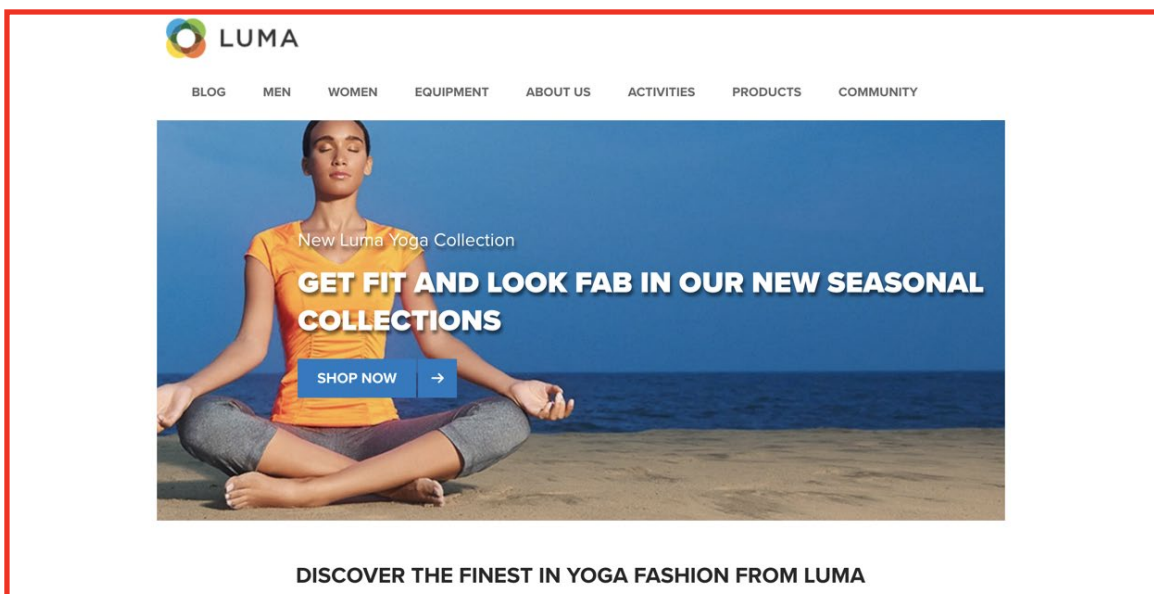 LUMA
BLOG MEN WOMEN EQUIPMENT ABOUT US ACTIVITIES PRODUCTS COMMUNITY
New Luma Yoga Collection
GET FIT AND LOOK FAB IN OUR NEW SEASONAL
COLLECTIONS
SHOP NOW →
DISCOVER THE FINEST IN YOGA FASHION FROM LUMA